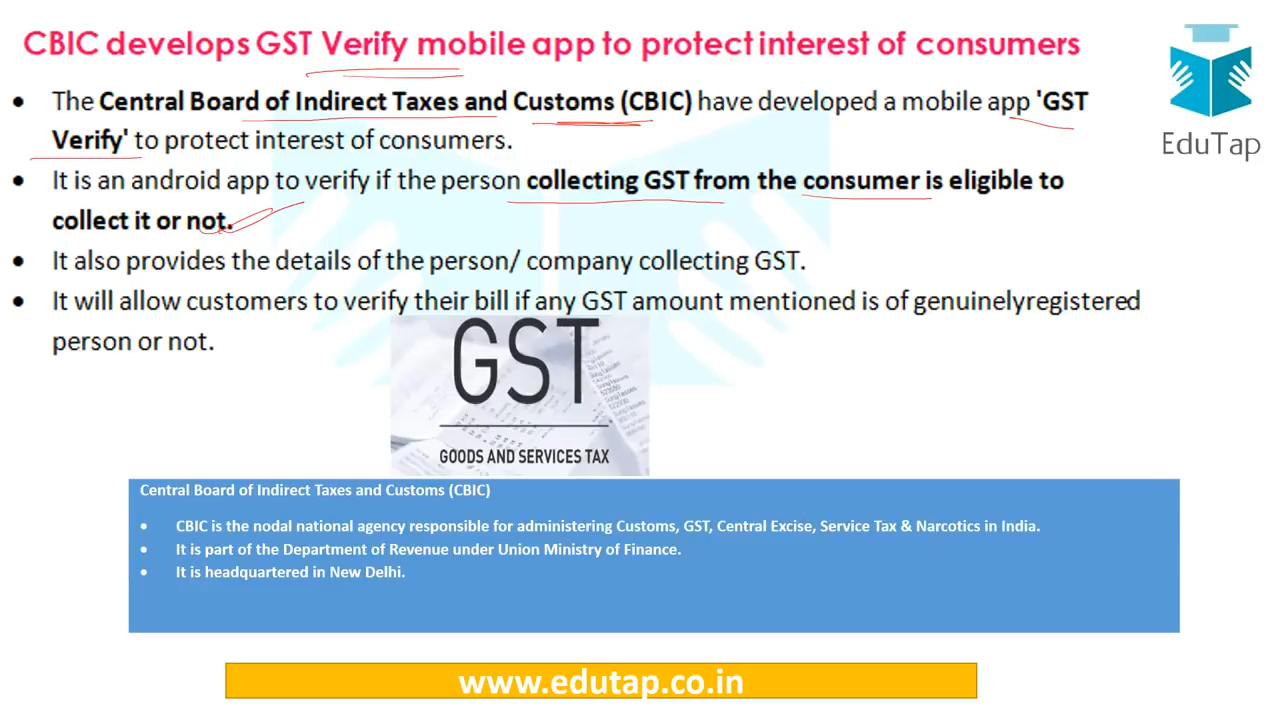 CBIC develops GST Verify mobile app to protect interest of consumers
EduTap
• The Central Board of Indirect Taxes and Customs (CBIC) have developed a mobile app 'GST
Verify' to protect interest of consumers.
• It is an android app to verify if the person collecting GST from the consumer is eligible to
collect it or not.
• It also provides the details of the person/ company collecting GST.
• It will allow customers to verify their bill if any GST amount mentioned is of genuinelyregistered
person or not.
GST
GOODS AND SERVICES TAX
Central Board of Indirect Taxes and Customs (CBIC)
• CBIC is the nodal national agency responsible for administering Customs, GST, Central Excise, Service Tax & Narcotics in India.
• It is part of the Department of Revenue under Union Ministry of Finance.
• It is headquartered in New Delhi.
www.edutap.co.in